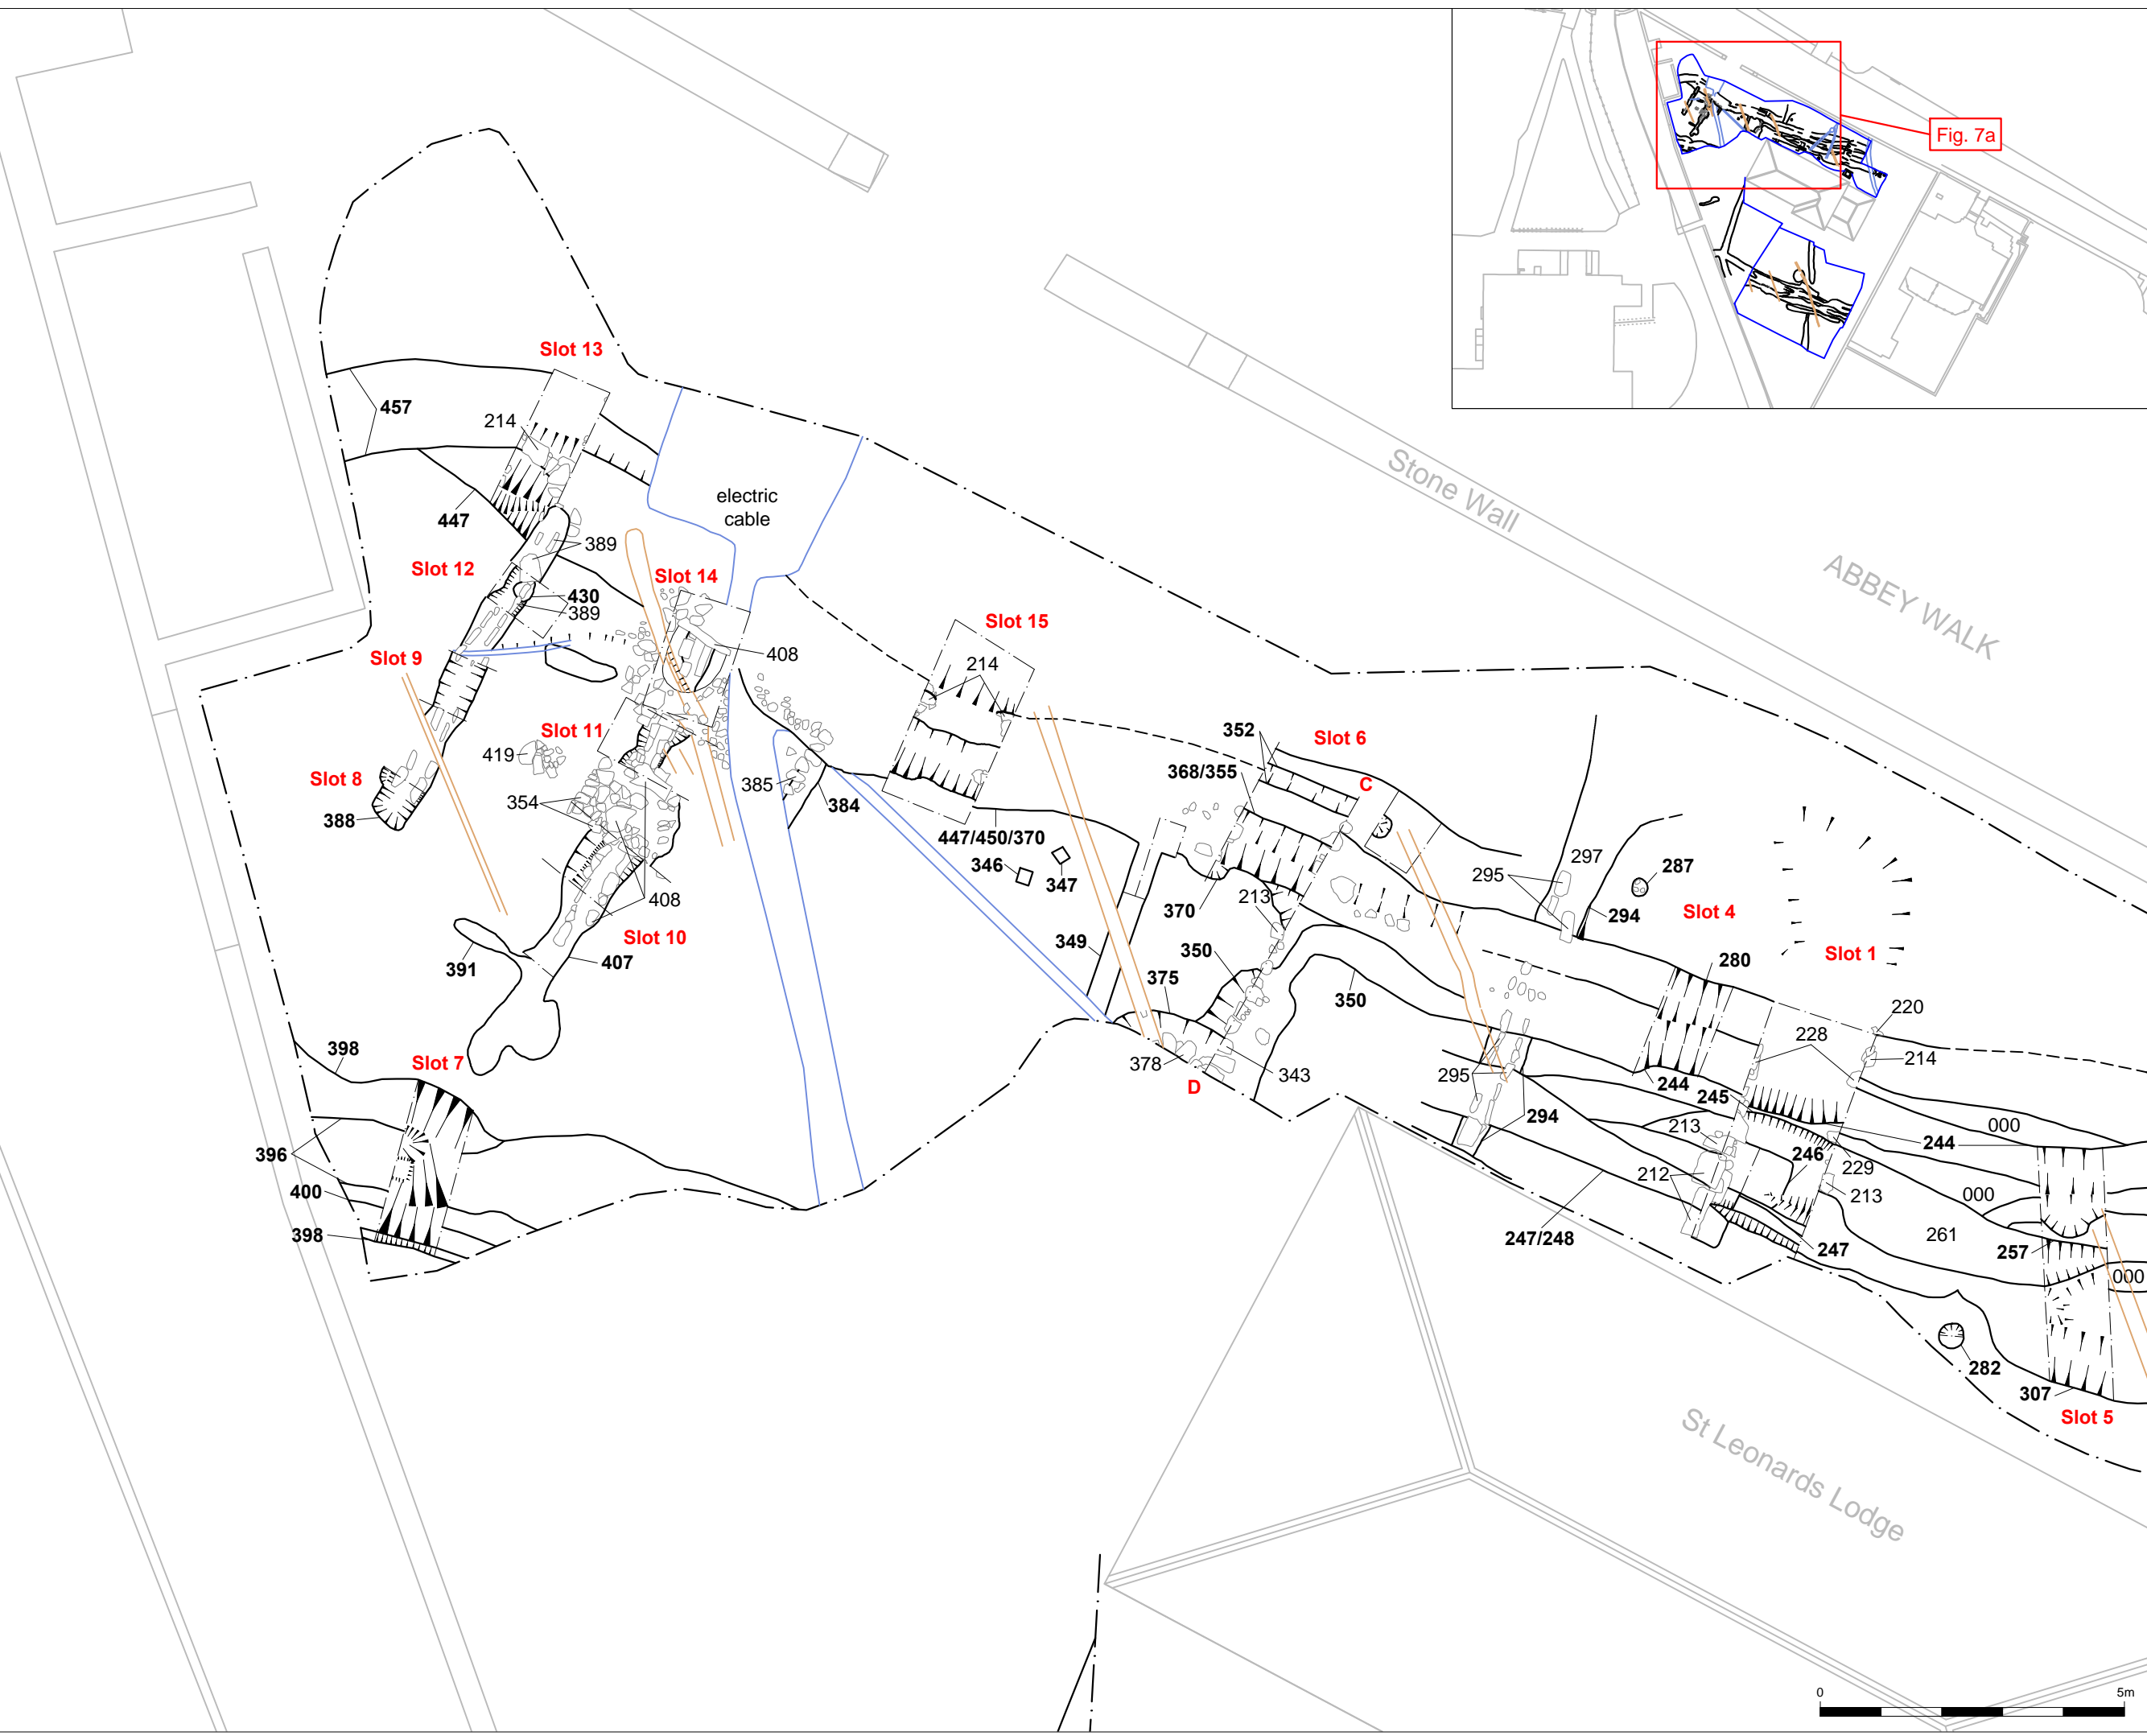 Fig. 7a
Slot 13
457
214
447
electric
cable
389
Slot 12
430
389
Slot 14
408
Slot 9
Slot 15
214
Stone Wall
ABBEY WALK
Slot 11
419
Slot 8
354
388
385
384
408
Slot 10
391
407
352
Slot 6
C
368/355
447/450/370
346
347
370
213
349
350
375
350
378
D
343
295
297
287
294
Slot 4
Slot 1
280
220
228
214
295
244
245
294
213
000
244
246
229
212
213
000
261
247/248
247
257
000
282
307
Slot 5
398
Slot 7
396
400
398
St Leonards Lodge
0
5m